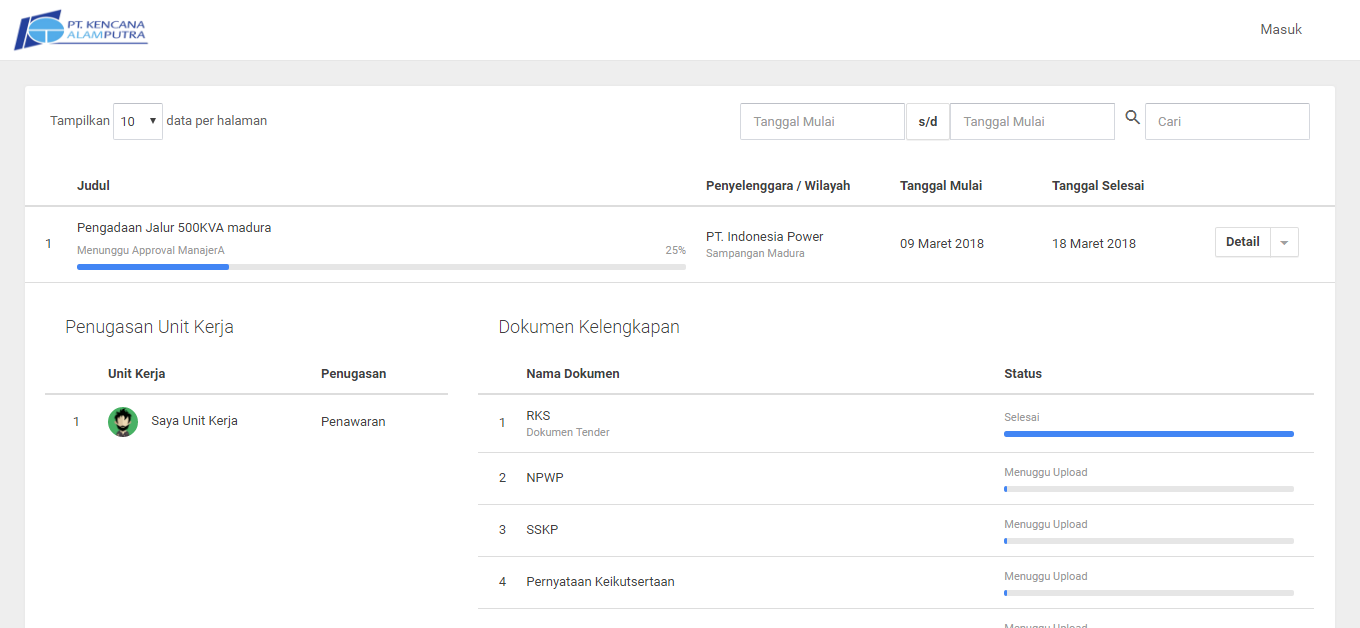 PT. KENCANA
ALAMPUTRA
Masuk
Tampilkan 10 data per halaman
Tanggal Mulai s/d Tanggal Mulai Cari
Judul Penyelenggara / Wilayah Tanggal Mulai Tanggal Selesai
1 Pengadaan Jalur 500KVA madura
Menunggu Approval ManajerA 25%
PT. Indonesia Power
Sampangan Madura
09 Maret 2018 18 Maret 2018 Detail
Penugasan Unit Kerja
Unit Kerja Penugasan
1 Saya Unit Kerja Penawaran
Dokumen Kelengkapan
Nama Dokumen Status
1 RKS
Dokumen Tender
Selesai
2 NPWP Menuggu Upload
3 SSKP Menuggu Upload
4 Pernyataan Keikutsertaan Menuggu Upload
Menuggu Upload